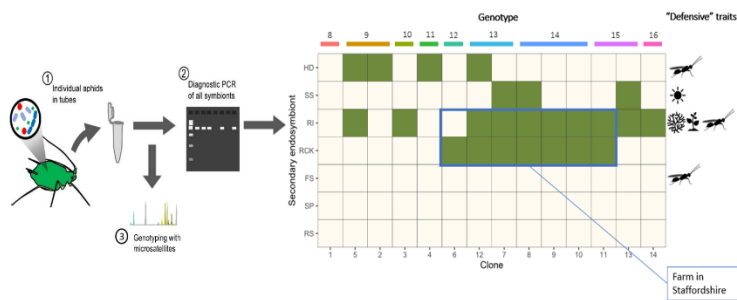 Genotype
"Defensive" traits
8 9 10 11 12 13 14 15 16
① Individual aphids
in tubes
② Diagnostic PCR
of all symbionts
③ Genotyping with
microsatellites
Secondary endosymbiont
HD
SS
RI
RCK
FS
SP
RS
1 5 2 3 4 6 12 7 8 9 10 11 13 14
Clone
Farm in
Staffordshire